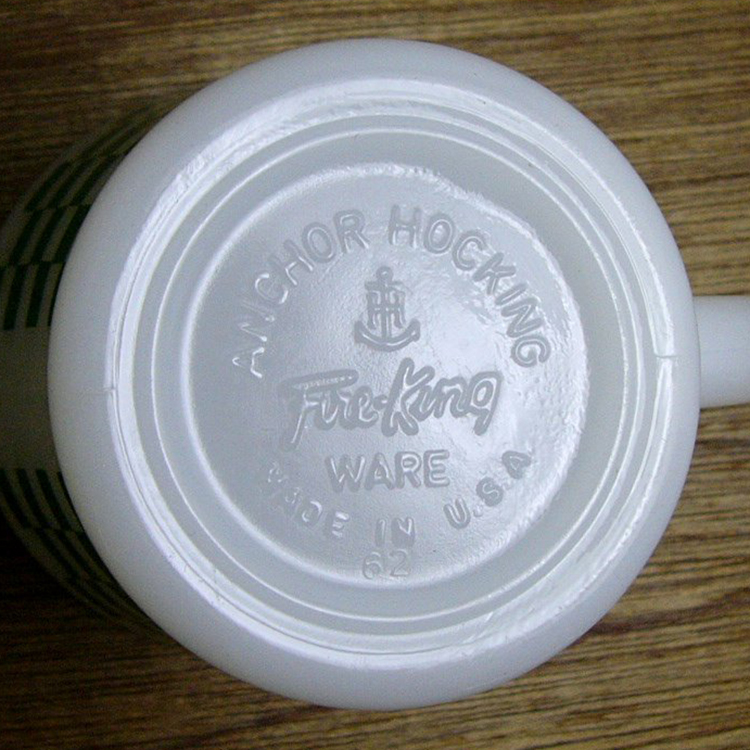 ANCHOR HOCKING
H
Fire-King
WARE
MADE IN U.S.A
62